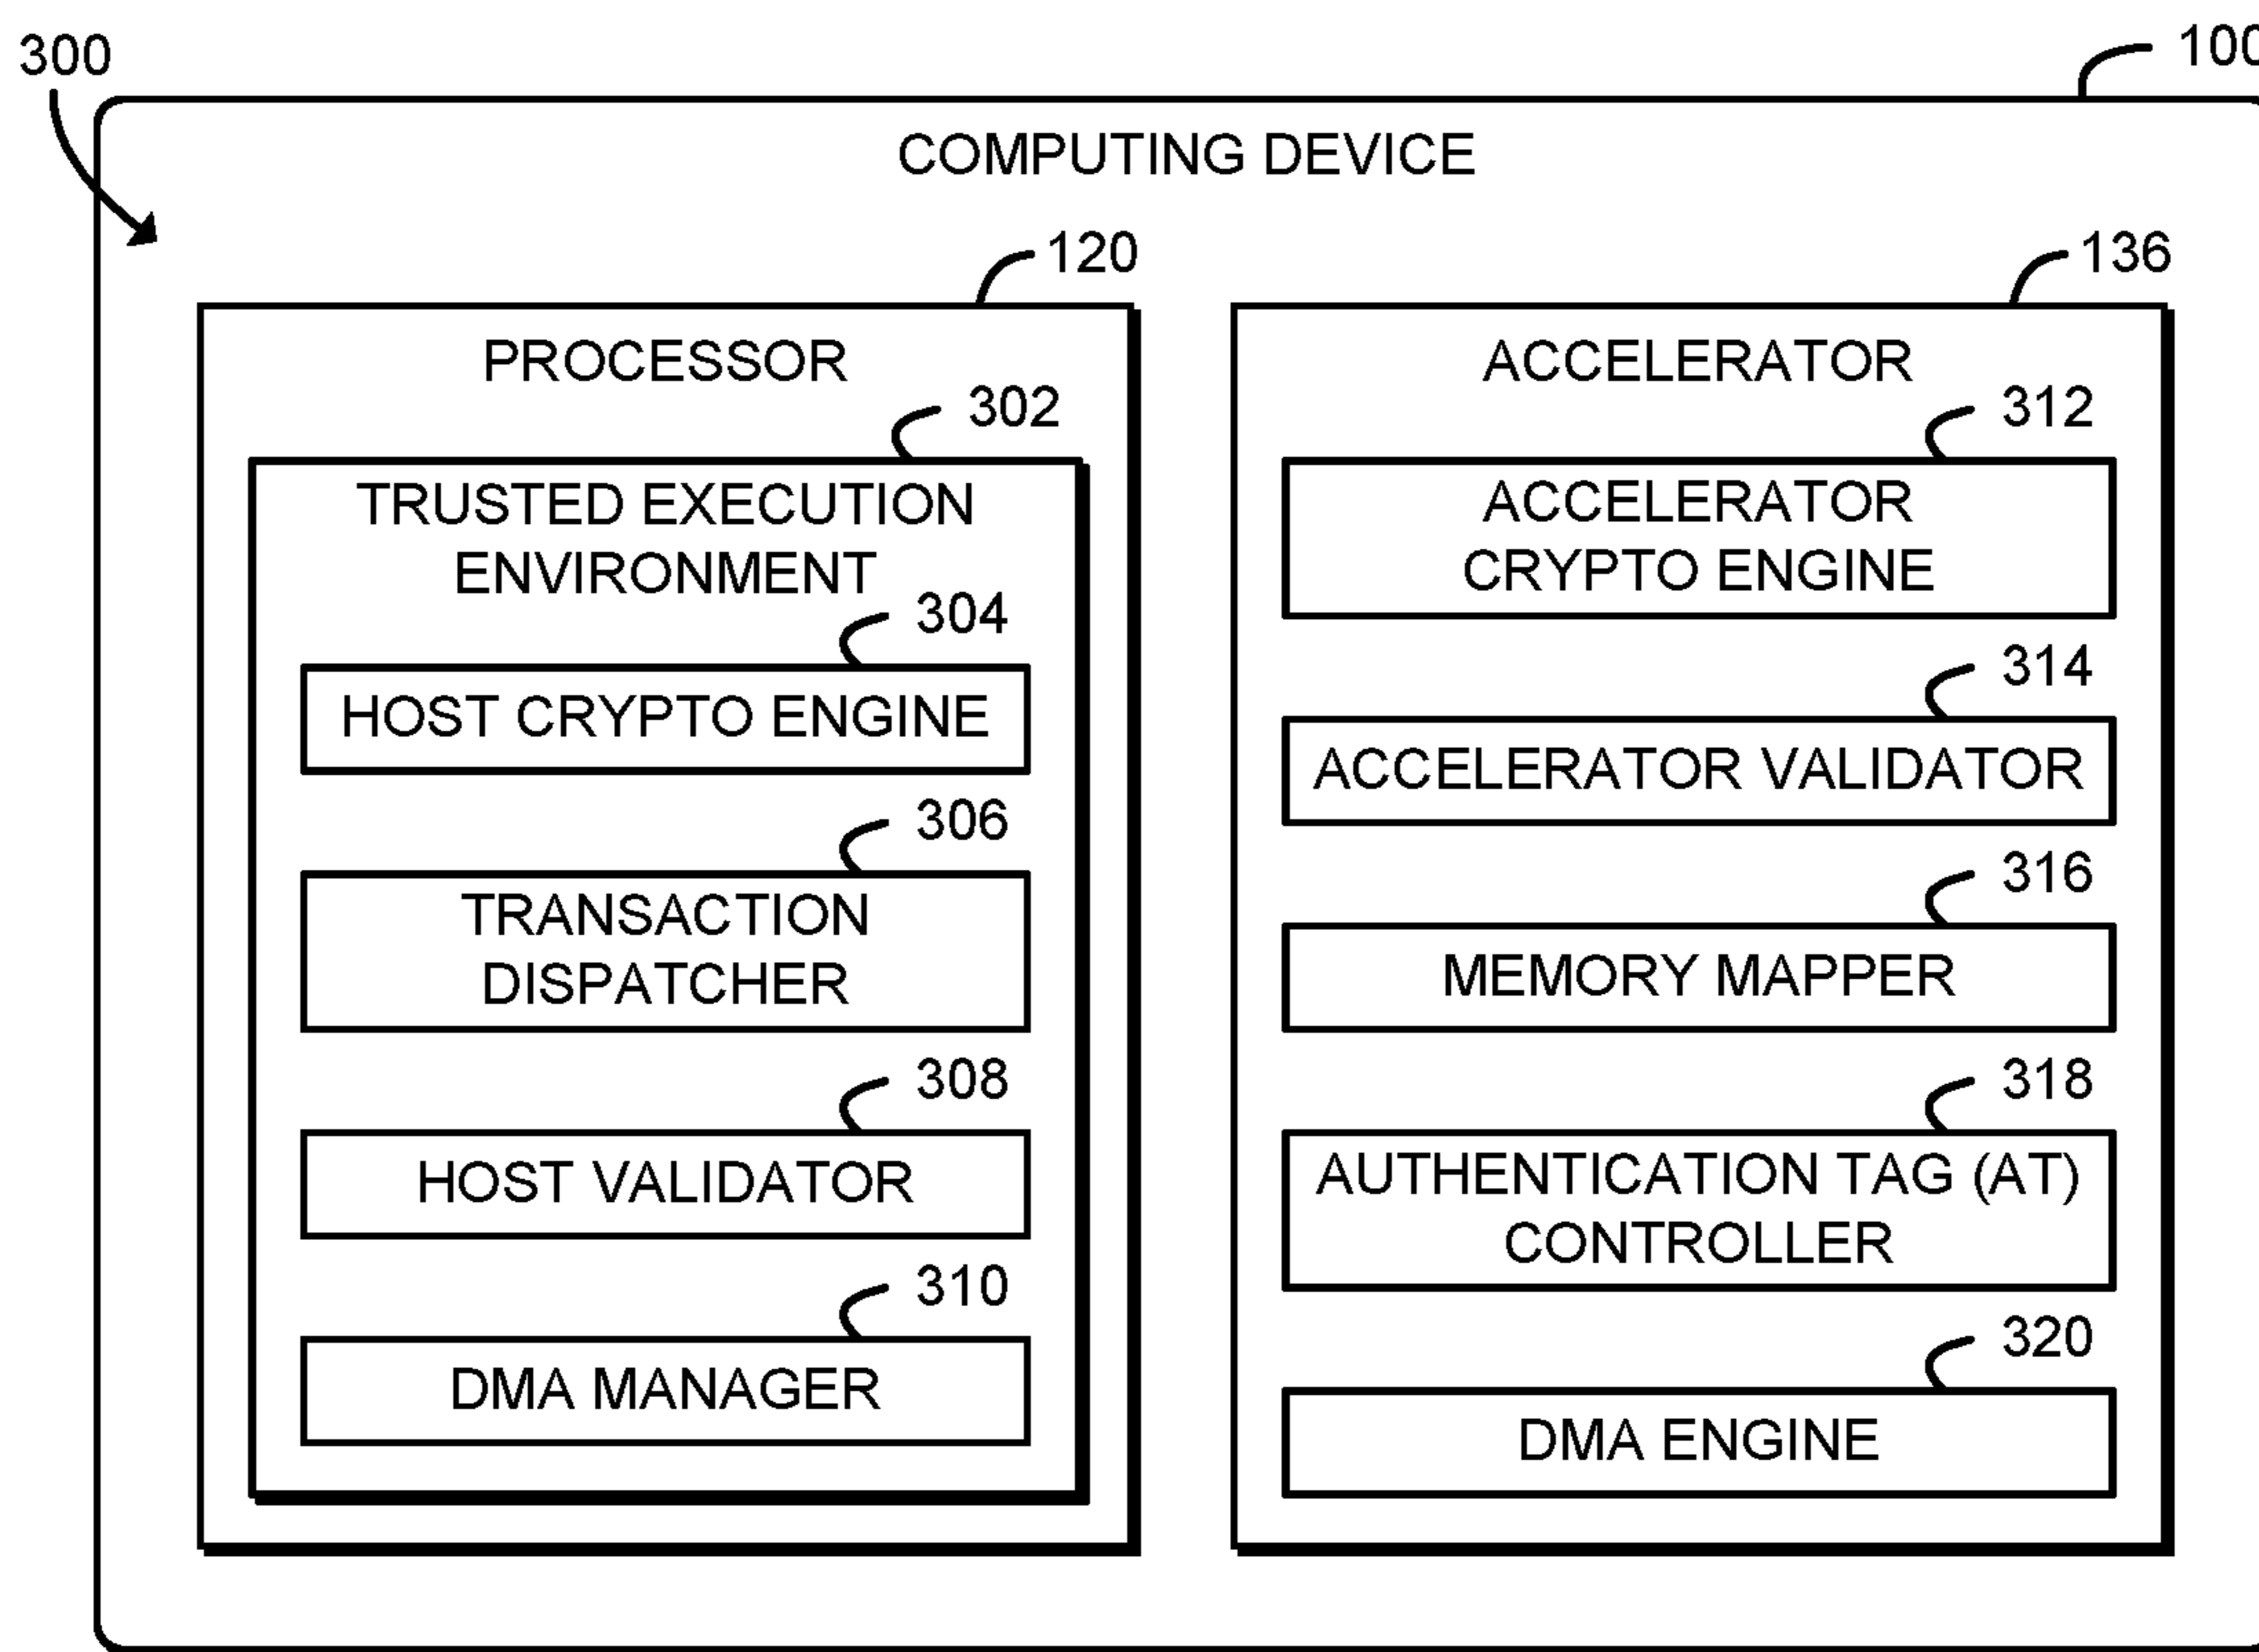 300
100
COMPUTING DEVICE
120
PROCESSOR
302
TRUSTED EXECUTION
ENVIRONMENT
304
HOST CRYPTO ENGINE
306
TRANSACTION
DISPATCHER
308
HOST VALIDATOR
310
DMA MANAGER
136
ACCELERATOR
312
ACCELERATOR
CRYPTO ENGINE
314
ACCELERATOR VALIDATOR
316
MEMORY MAPPER
318
AUTHENTICATION TAG (AT)
CONTROLLER
320
DMA ENGINE